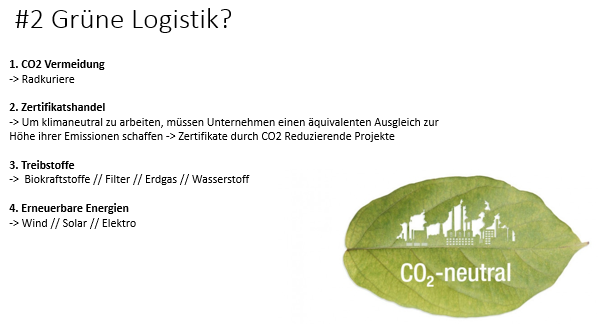 #2 Grüne Logistik?
1. CO2 Vermeidung
-> Radkuriere
2. Zertifikatshandel
-> Um klimaneutral zu arbeiten, müssen Unternehmen einen äquivalenten Ausgleich zur
Höhe ihrer Emissionen schaffen -> Zertifikate durch CO2 Reduzierende Projekte
3. Treibstoffe
-> Biokraftstoffe // Filter // Erdgas // Wasserstoff
4. Erneuerbare Energien
-> Wind // Solar // Elektro
CO₂-neutral